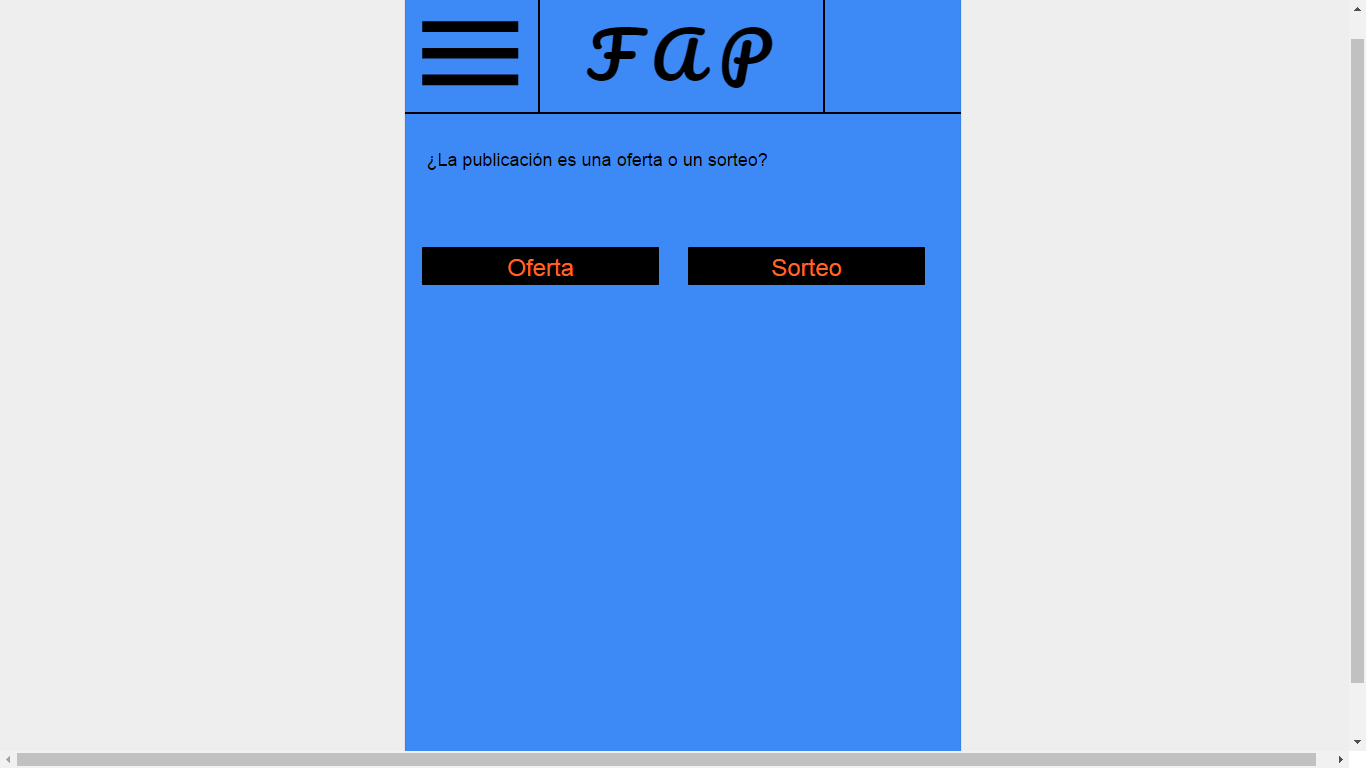 FAP
¿La publicación es una oferta o un sorteo?
Oferta
Sorteo